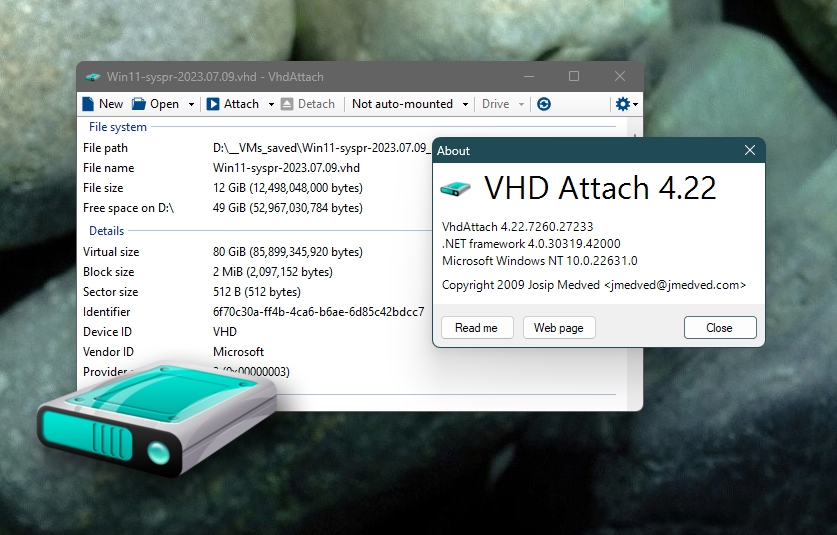 Win11-syspr-2023.07.09.vhd - VhdAttach
New Open Attach Detach Not auto-mounted Drive
File system
File path D:\__VMs_saved\Win11-syspr-2023.07.09_
File name Win11-syspr-2023.07.09.vhd
File size 12 GiB (12,498,048,000 bytes)
Free space on D:\ 49 GiB (52,967,030,784 bytes)
Details
Virtual size 80 GiB (85,899,345,920 bytes)
Block size 2 MiB (2,097,152 bytes)
Sector size 512 B (512 bytes)
Identifier 6f70c30a-ff4b-4ca6-b6ae-6d85c42bdcc7
Device ID VHD
Vendor ID Microsoft
Provider (0x00000003)
About
VHD Attach 4.22
VhdAttach 4.22.7260.27233
.NET framework 4.0.30319.42000
Microsoft Windows NT 10.0.22631.0
Copyright 2009 Josip Medved <jmedved@jmedved.com>
Read me Web page Close